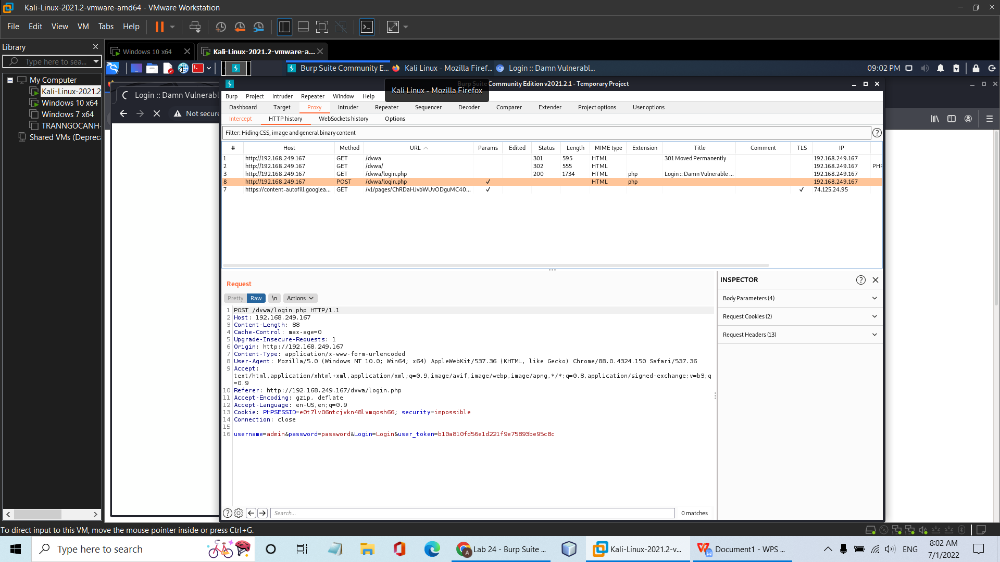 Kali-Linux-2021.2-vmware-amd64 - VMware Workstation
File Edit View VM Tabs Help
Library
Type here to sea...
Windows 10 x64
Kali-Linux-2021.2-vmware-a...
My Computer
Kali-Linux-2021.2
Windows 10 x64
Windows 7 x64
TRANNGOCANH-
Shared VMs (Depreca
Burp Suite Community E...
Kali Linux - Mozilla Firef...
Login :: Damn Vulnerabl...
09:02 PM
Login :: Damn Vulnerabl
Not secure
Burp Suite Community Edition v2021.2.1 - Temporary Project
Kali Linux - Mozilla Firefox
Burp Project Intruder Repeater Window Help
Dashboard Target Proxy Intruder Repeater Sequencer Decoder Comparer Extender Project options User options
Intercept HTTP history WebSockets history Options
Filter: Hiding CSS, image and general binary content
# Host Method URL Params Edited Status Length MIME type Extension Title Comment TLS IP
1 http://192.168.249.167 GET /dvwa 301 595 HTML 301 Moved Permanently 192.168.249.167
2 http://192.168.249.167 GET /dvwa/ 302 555 HTML 192.168.249.167 PHP
3 http://192.168.249.167 GET /dvwa/login.php 200 1734 HTML php Login :: Damn Vulnerable ... 192.168.249.167
8 http://192.168.249.167 POST /dvwa/login.php ✓ HTML php 192.168.249.167
7 https://content-autofill.googlea... GET /v1/pages/ChRDaHJvbWUvODguMC40... ✓ ✓ 74.125.24.95
Request
Pretty Raw \n Actions
1 POST /dvwa/login.php HTTP/1.1
2 Host: 192.168.249.167
3 Content-Length: 88
4 Cache-Control: max-age=0
5 Upgrade-Insecure-Requests: 1
6 Origin: http://192.168.249.167
7 Content-Type: application/x-www-form-urlencoded
8 User-Agent: Mozilla/5.0 (Windows NT 10.0; Win64; x64) AppleWebKit/537.36 (KHTML, like Gecko) Chrome/88.0.4324.150 Safari/537.36
9 Accept:
text/html,application/xhtml+xml,application/xml;q=0.9,image/avif,image/webp,image/apng,*/*;q=0.8,application/signed-exchange;v=b3;q
=0.9
10 Referer: http://192.168.249.167/dvwa/login.php
11 Accept-Encoding: gzip, deflate
12 Accept-Language: en-US,en;q=0.9
13 Cookie: PHPSESSID=e0t7lv06ntcjvkn48lvmqosh66; security=impossible
14 Connection: close
15
16 username=admin&password=password&Login=Login&user_token=b10a810fd56e1d221f9e75893be95c8c
INSPECTOR
Body Parameters (4)
Request Cookies (2)
Request Headers (13)
Search...
0 matches
To direct input to this VM, move the mouse pointer inside or press Ctrl+G.
Type here to search
Lab 24 - Burp Suite ...
Kali-Linux-2021.2-v...
Document1 - WPS ...
ENG
8:02 AM
7/1/2022